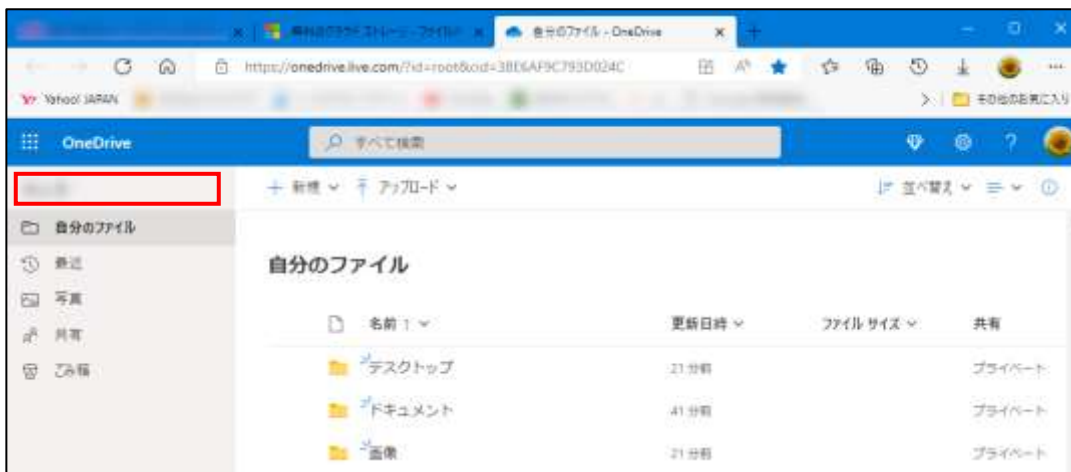 自分のファイル - OneDrive
https://onedrive.live.com/?id=root&cid=38E6AF9C793D024C
Yahoo! JAPAN
その他のお気に入り
OneDrive
すべて検索
新規
アップロード
並べ替え
自分のファイル
最近
写真
共有
ごみ箱
自分のファイル
名前 ↑
更新日時
ファイル サイズ
共有
デスクトップ
21 分前
プライベート
ドキュメント
41 分前
プライベート
画像
21 分前
プライベート